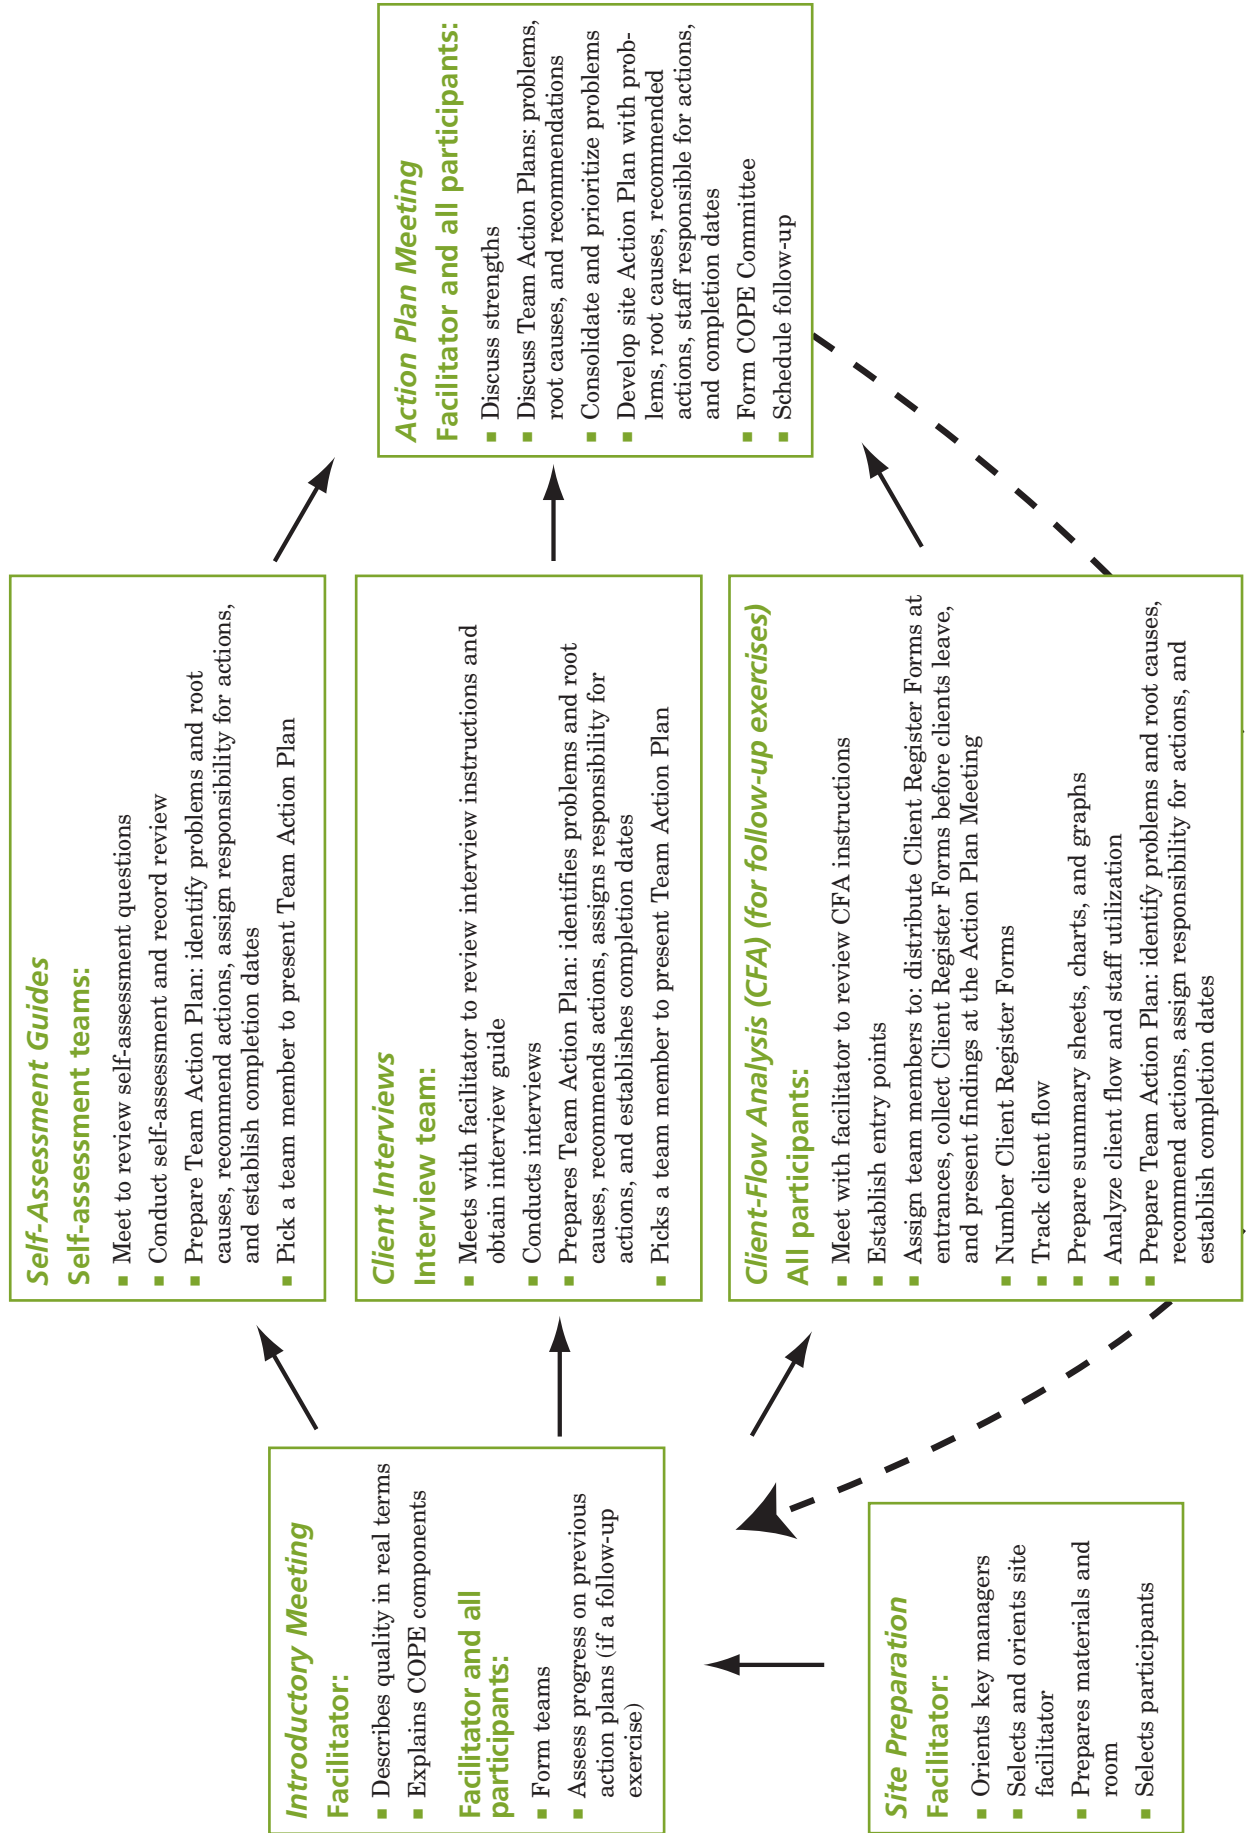 Site Preparation
Facilitator:
■ Orients key managers
■ Selects and orients site
facilitator
■ Prepares materials and
room
■ Selects participants
Introductory Meeting
Facilitator:
■ Describes quality in real terms
■ Explains COPE components
Facilitator and all
participants:
■ Form teams
■ Assess progress on previous
action plans (if a follow-up
exercise)
Self-Assessment Guides
Self-assessment teams:
■ Meet to review self-assessment questions
■ Conduct self-assessment and record review
■ Prepare Team Action Plan: identify problems and root
causes, recommend actions, assign responsibility for actions,
and establish completion dates
■ Pick a team member to present Team Action Plan
Client Interviews
Interview team:
■ Meets with facilitator to review interview instructions and
obtain interview guide
■ Conducts interviews
■ Prepares Team Action Plan: identifies problems and root
causes, recommends actions, assigns responsibility for
actions, and establishes completion dates
■ Picks a team member to present Team Action Plan
Client-Flow Analysis (CFA) (for follow-up exercises)
All participants:
■ Meet with facilitator to review CFA instructions
■ Establish entry points
■ Assign team members to: distribute Client Register Forms at
entrances, collect Client Register Forms before clients leave,
and present findings at the Action Plan Meeting
■ Number Client Register Forms
■ Track client flow
■ Prepare summary sheets, charts, and graphs
■ Analyze client flow and staff utilization
■ Prepare Team Action Plan: identify problems and root causes,
recommend actions, assign responsibility for actions, and
establish completion dates
Action Plan Meeting
Facilitator and all participants:
■ Discuss strengths
■ Discuss Team Action Plans: problems,
root causes, and recommendations
■ Consolidate and prioritize problems
■ Develop site Action Plan with prob-
lems, root causes, recommended
actions, staff responsible for actions,
and completion dates
■ Form COPE Committee
■ Schedule follow-up